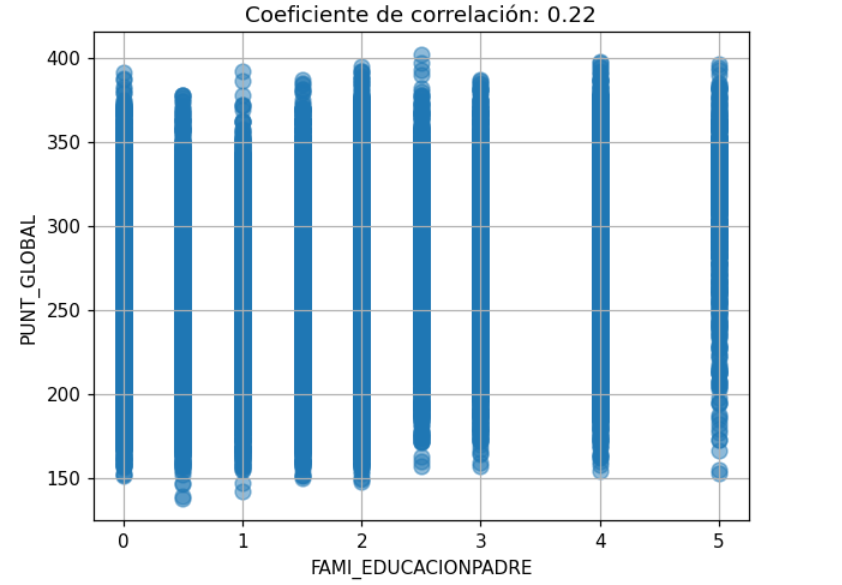 Coeficiente de correlación: 0.22
400
350
300
250
200
150
PUNT_GLOBAL
0 1 2 3 4 5
FAMI_EDUCACIONPADRE